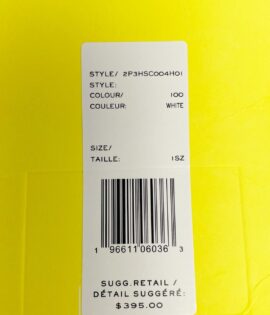 STYLE/ 2P3HSC004H01
STYLE:
COLOUR/ 100
COULEUR: WHITE
SIZE/
TAILLE: 1SZ
1 96611 06036 3
SUGG.RETAIL /
DÉTAIL SUGGÉRÉ:
$395.00